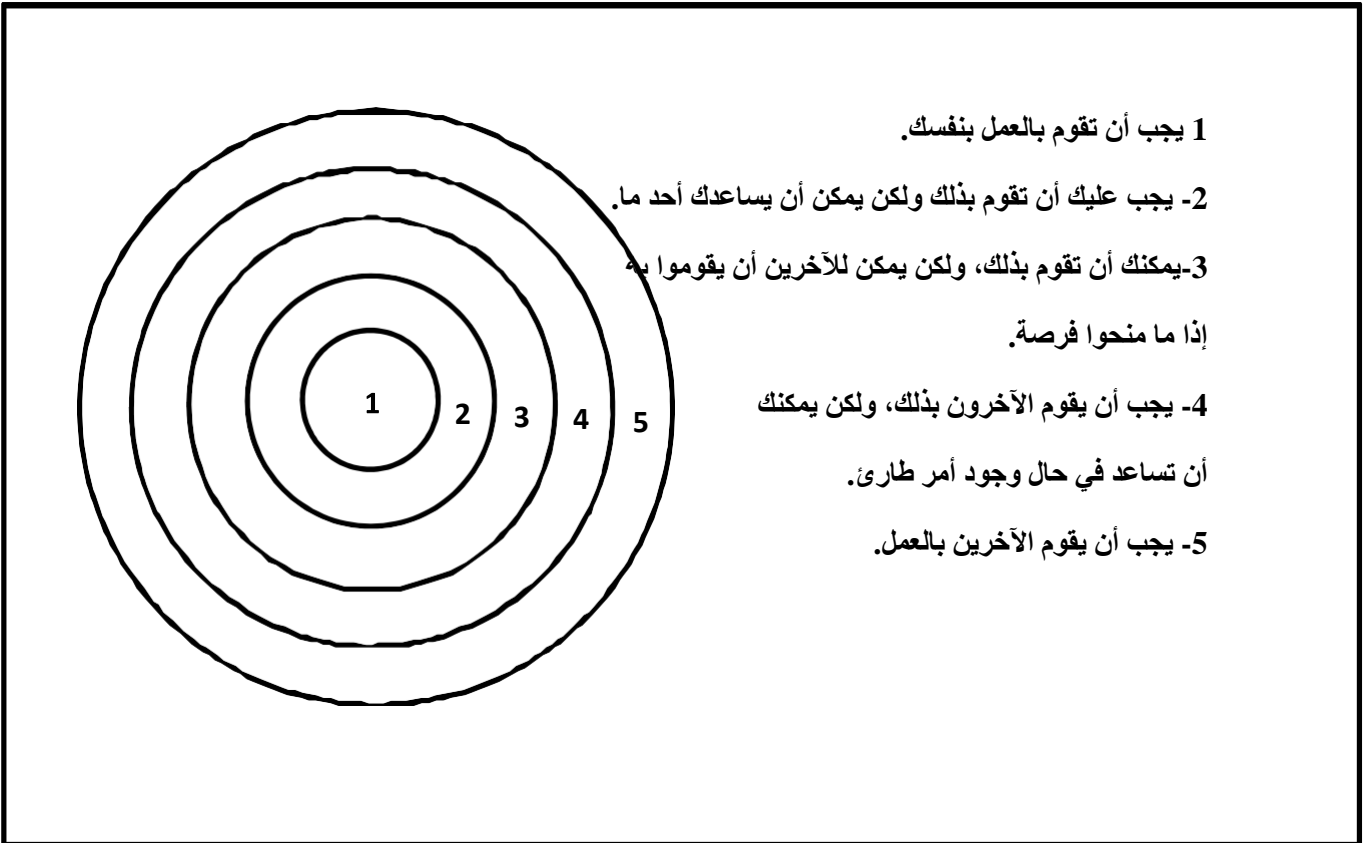 1 يجب أن تقوم بالعمل بنفسك.
2- يجب عليك أن تقوم بذلك ولكن يمكن أن يساعدك أحد ما.
3-يمكنك أن تقوم بذلك، ولكن يمكن للآخرين أن يقوموا به
إذا ما منحوا فرصة.
4- يجب أن يقوم الآخرون بذلك، ولكن يمكنك
أن تساعد في حال وجود أمر طارئ.
5- يجب أن يقوم الآخرين بالعمل.
1 2 3 4 5